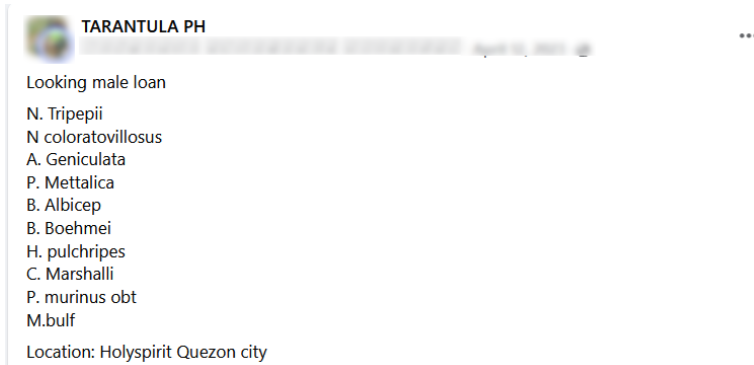 TARANTULA PH
Looking male loan
N. Tripepii
N coloratovillosus
A. Geniculata
P. Mettalica
B. Albicep
B. Boehmei
H. pulchripes
C. Marshalli
P. murinus obt
M.bulf
Location: Holyspirit Quezon city